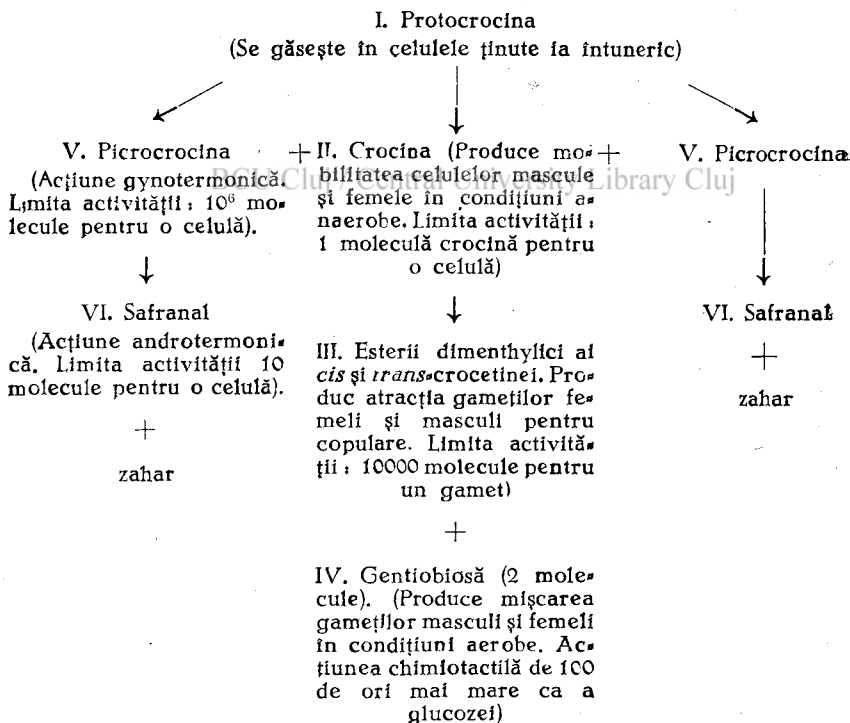 I. Protocrocina
(Se găsește în celulele ținute la întuneric)
V. Picrocrocina
(Acțiune gynotermonică.
Limita activității : 10⁶ mo-
lecule pentru o celulă).
↓
VI. Safranal
(Acțiune androtermoni-
că. Limita activității 10
molecule pentru o celulă).
+
zahar
+ II. Crocina (Produce mo- +
bilitatea celulelor mascule
și femele în condițiuni a-
naerobe. Limita activității :
1 moleculă crocină pentru
o celulă)
↓
III. Esterii dimenthylici ai
cis și trans-crocetinei. Pro-
duc atracția gameților fe-
meli și masculi pentru
copulare. Limita activită-
ții : 10000 molecule pentru
un gamet)
+
IV. Gentiobiosă (2 mole-
cule). (Produce mișcarea
gameților masculi și femeli
în condițiuni aerobe. Ac-
țiunea chimiotactilă de 100
de ori mai mare ca a
glucozei)
V. Picrocrocina
↓
VI. Safranal
+
zahar
BCU Cluj / Central University Library Cluj